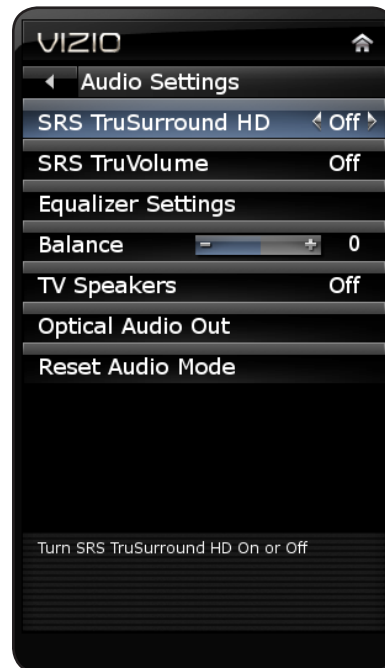 VIZIO
Audio Settings
SRS TruSurround HD Off
SRS TruVolume Off
Equalizer Settings
Balance - + 0
TV Speakers Off
Optical Audio Out
Reset Audio Mode
Turn SRS TruSurround HD On or Off